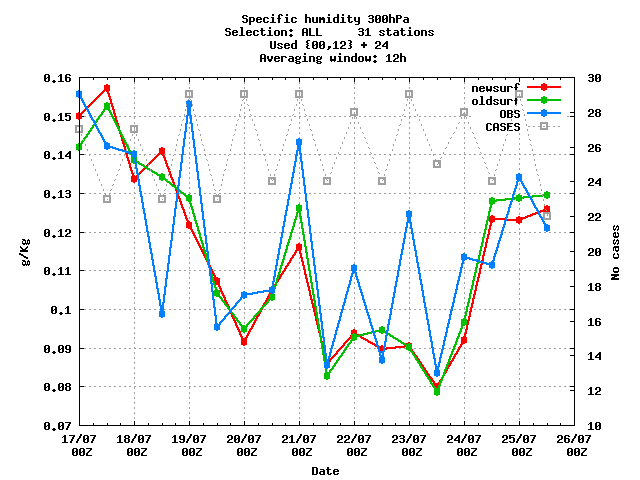 Specific humidity 300hPa
Selection: ALL     31 stations
Used {00,12} + 24
Averaging window: 12h
newsurf
oldsurf
OBS
CASES
g/Kg
0.16
0.15
0.14
0.13
0.12
0.11
0.1
0.09
0.08
0.07
No cases
30
28
26
24
22
20
18
16
14
12
10
17/07 18/07 19/07 20/07 21/07 22/07 23/07 24/07 25/07 26/07
00Z 00Z 00Z 00Z 00Z 00Z 00Z 00Z 00Z 00Z
Date